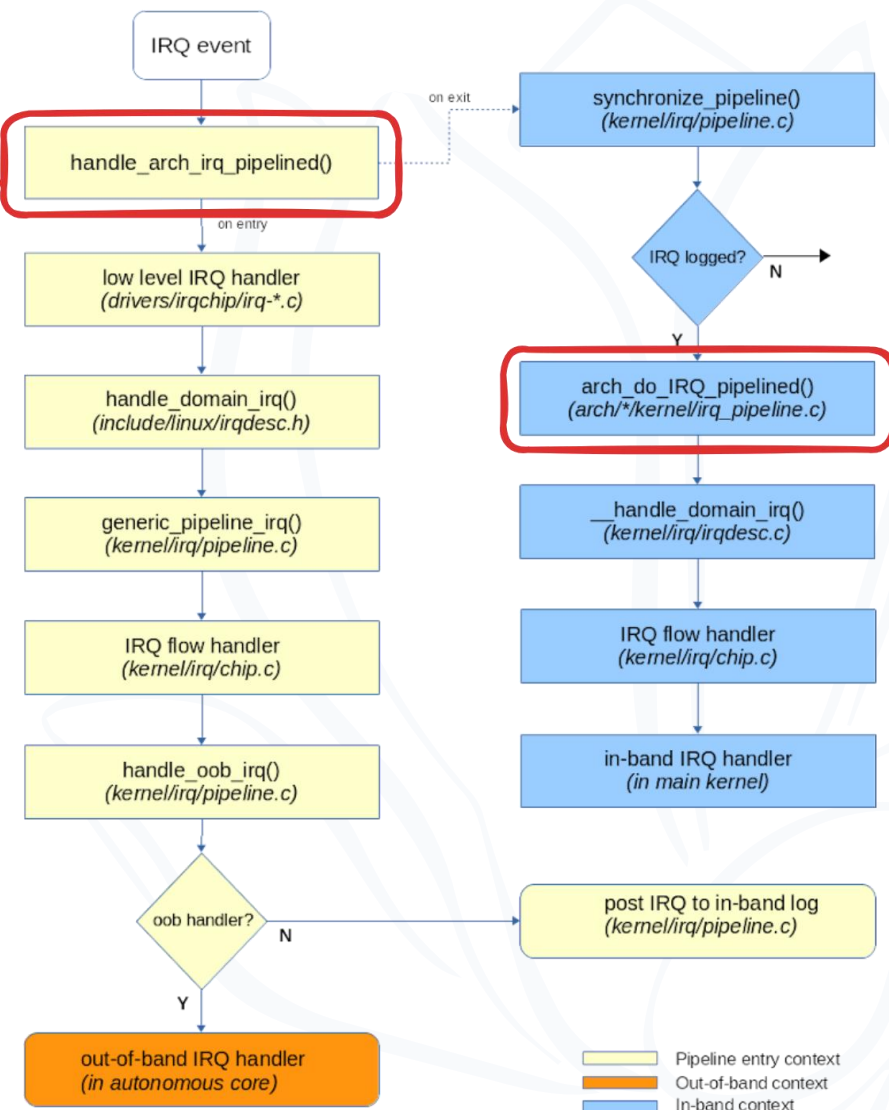 IRQ event
handle_arch_irq_pipelined()
on entry
low level IRQ handler
(drivers/irqchip/irq-*.c)
handle_domain_irq()
(include/linux/irqdesc.h)
generic_pipeline_irq()
(kernel/irq/pipeline.c)
IRQ flow handler
(kernel/irq/chip.c)
handle_oob_irq()
(kernel/irq/pipeline.c)
oob handler?
N
Y
out-of-band IRQ handler
(in autonomous core)
on exit
synchronize_pipeline()
(kernel/irq/pipeline.c)
IRQ logged?
N
Y
arch_do_IRQ_pipelined()
(arch/*/kernel/irq_pipeline.c)
__handle_domain_irq()
(kernel/irq/irqdesc.c)
IRQ flow handler
(kernel/irq/chip.c)
in-band IRQ handler
(in main kernel)
post IRQ to in-band log
(kernel/irq/pipeline.c)
Pipeline entry context
Out-of-band context
In-band context